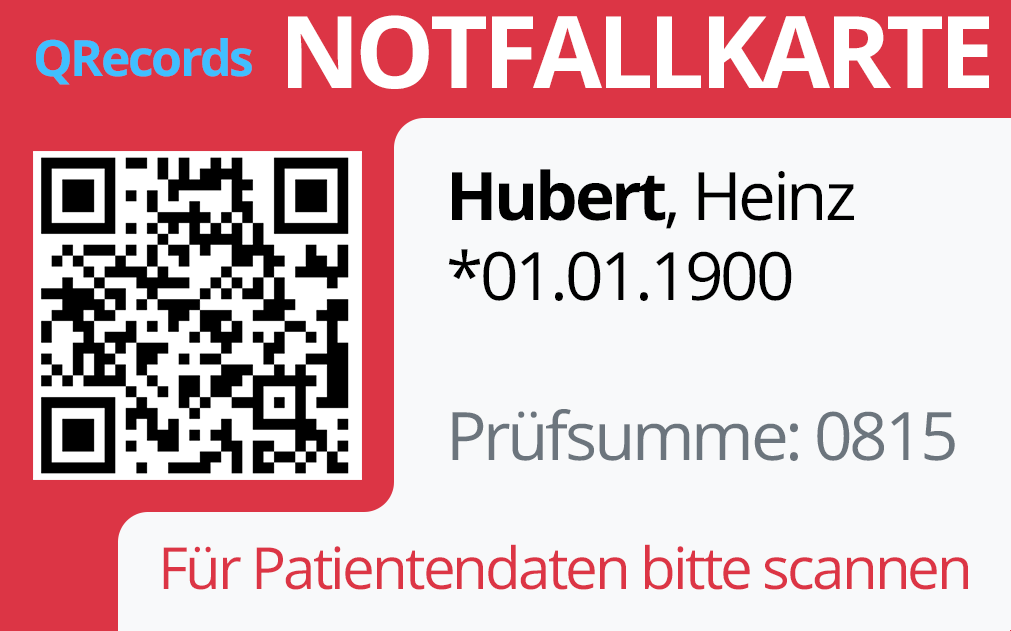 QRecords NOTFALLKARTE
Hubert, Heinz
*01.01.1900
Prüfsumme: 0815
Für Patientendaten bitte scannen